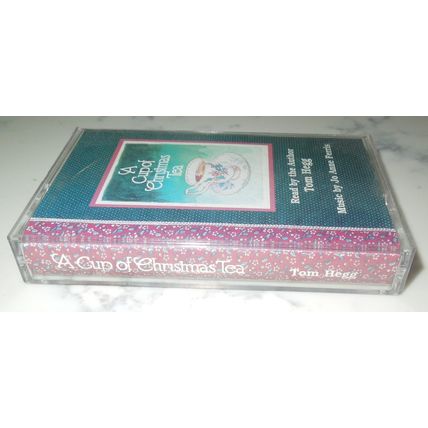 A
Cup of
Christmas
Tea
Read by the Author
Tom Hegg
Music by Jo Anne Ferris
A Cup of Christmas Tea
Tom Hegg